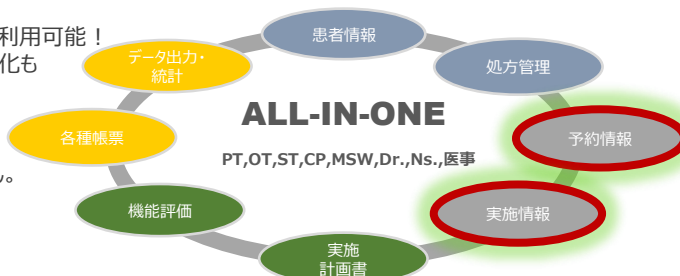 利用可能！
化も
患者情報
データ出力・
統計
処方管理
ALL-IN-ONE
各種帳票
予約情報
PT,OT,ST,CP,MSW,Dr.,Ns.,医事
。
機能評価
実施情報
実施
計画書